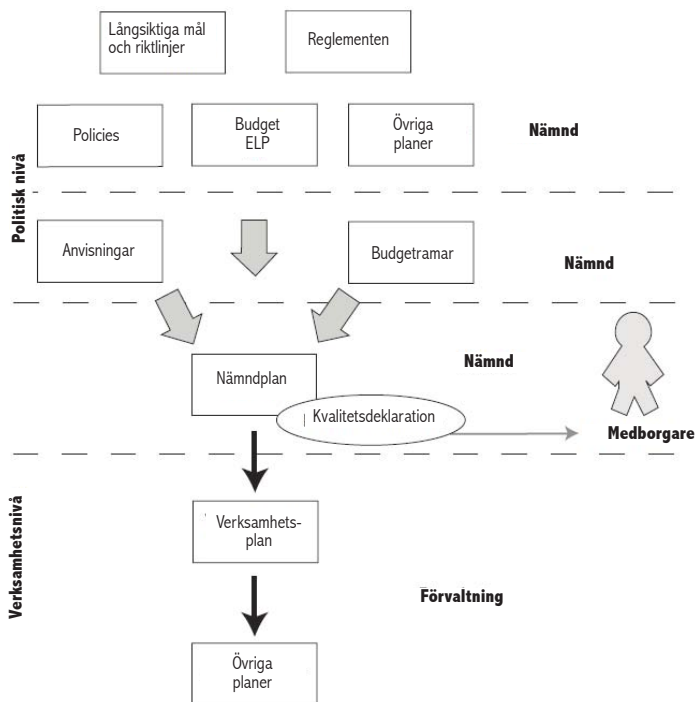 Långsiktiga mål
och riktlinjer
Reglementen
Policies
Budget
ELP
Övriga
planer
Nämnd
Politisk nivå
Anvisningar
Budgetramar
Nämnd
Nämndplan
Nämnd
Kvalitetsdeklaration
Medborgare
Verksamhetsnivå
Verksamhets-
plan
Förvaltning
Övriga
planer